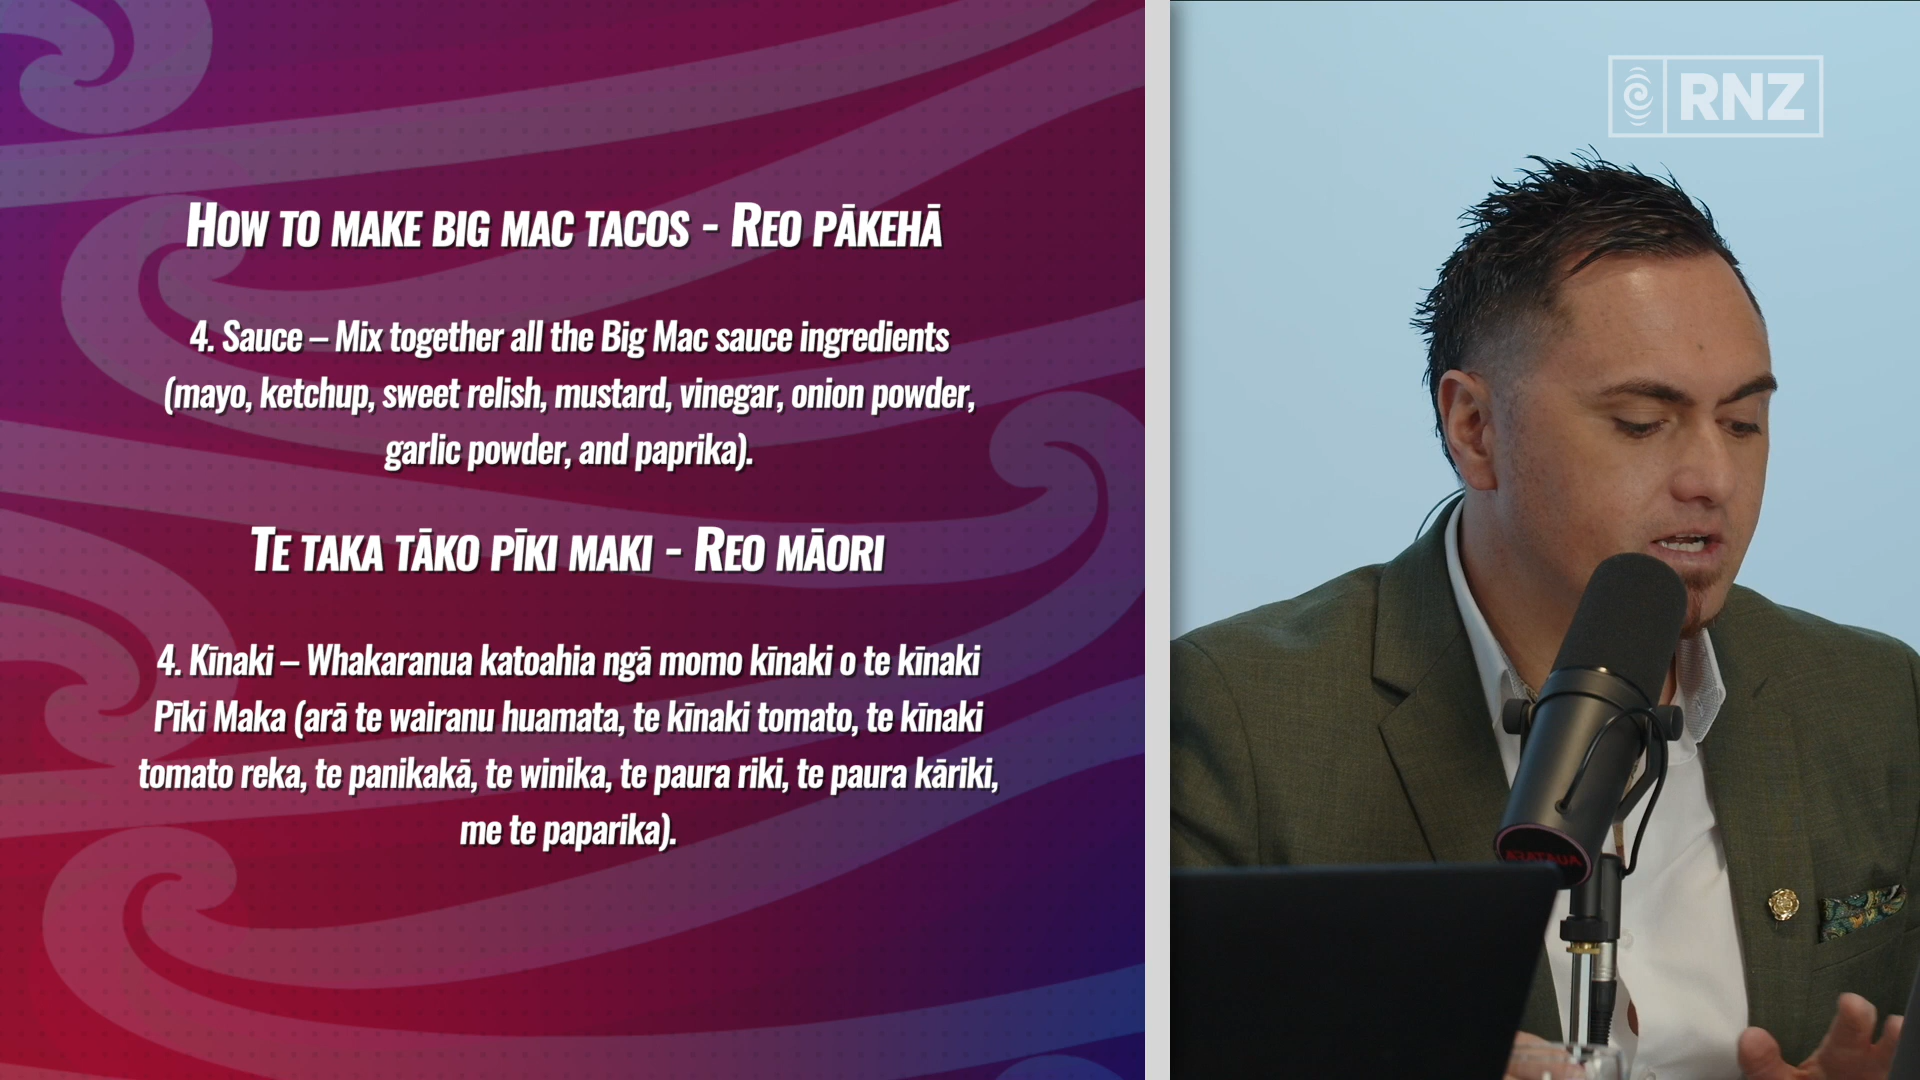 HOW TO MAKE BIG MAC TACOS - REO PĀKEHĀ
4. Sauce – Mix together all the Big Mac sauce ingredients
(mayo, ketchup, sweet relish, mustard, vinegar, onion powder,
garlic powder, and paprika).
TE TAKA TĀKO PĪKI MAKI - REO MĀORI
4. Kīnaki – Whakaranua katoahia ngā momo kīnaki o te kīnaki
Pīki Maka (arā te wairanu huamata, te kīnaki tomato, te kīnaki
tomato reka, te panikakā, te winika, te paura riki, te paura kāriki,
me te paparika).
RNZ